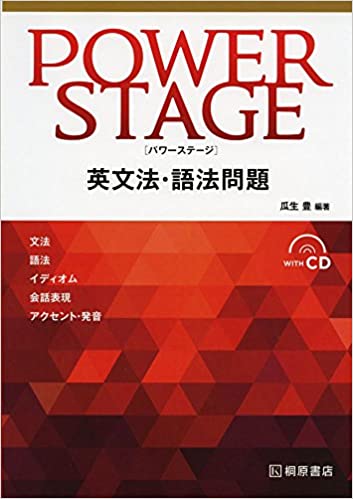 POWER
STAGE
[パワーステージ]
英文法・語法問題
瓜生 豊 編著
文法
語法
イディオム
会話表現
アクセント・発音
WITH CD
K 桐原書店